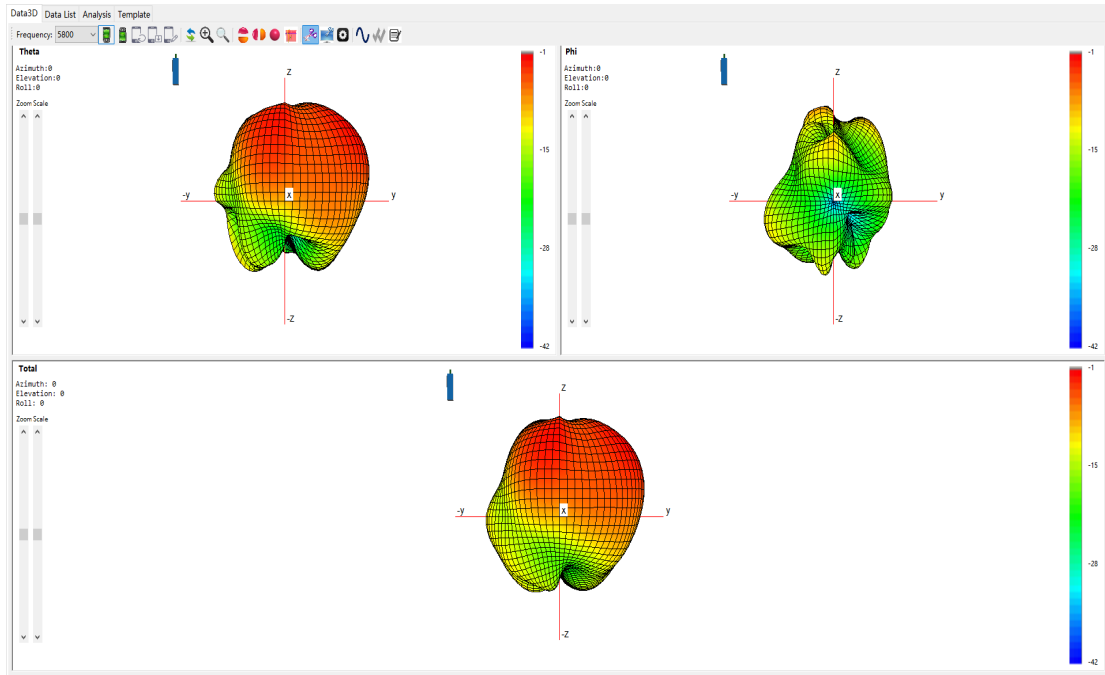 Data3D Data List Analysis Template
Frequency: 5800
Theta
Azimuth:0
Elevation:0
Roll:0
Zoom Scale
Z
-y
x
y
-Z
-1
-15
-28
-42
Phi
Azimuth:0
Elevation:0
Roll:0
Zoom Scale
Z
-y
x
y
-Z
-1
-15
-28
-42
Total
Azimuth: 0
Elevation: 0
Roll: 0
Zoom Scale
Z
-y
x
y
-Z
-1
-15
-28
-42